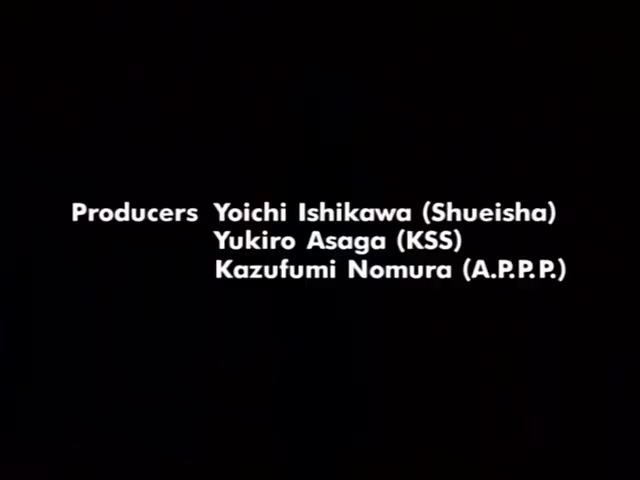 Producers Yoichi Ishikawa (Shueisha)
Yukiro Asaga (KSS)
Kazufumi Nomura (A.P.P.P.)